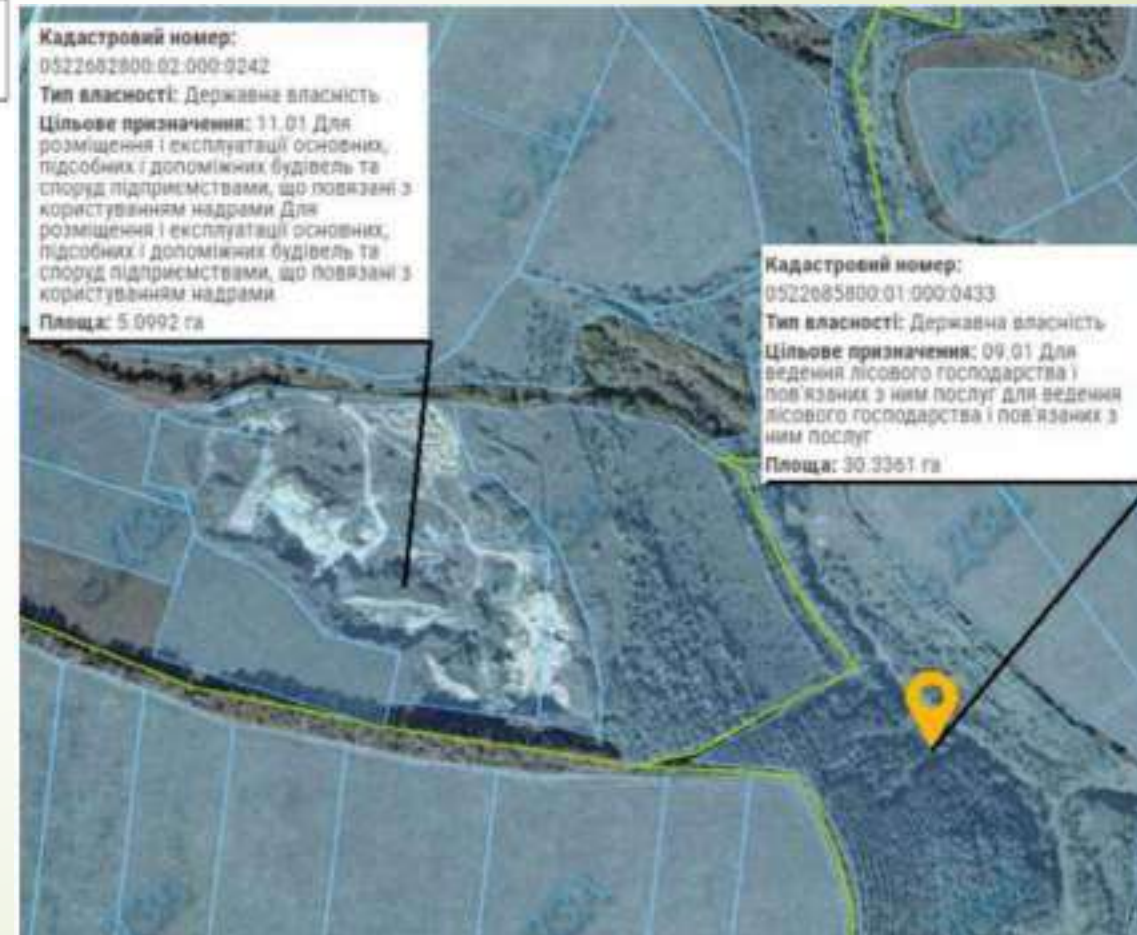 Кадастровий номер:
0522682800:02:000:0242
Тип власності: Державна власність
Цільове призначення: 11.01 Для
розміщення і експлуатації основних,
підсобних і допоміжних будівель та
споруд підприємствами, що повязані з
користуванням надрами Для
розміщення і експлуатації основних,
підсобних і допоміжних будівель та
споруд підприємствами, що повязані з
користуванням надрами
Площа: 5.0992 га
Кадастровий номер:
0522685800:01:000:0433
Тип власності: Державна власність
Цільове призначення: 09.01 Для
ведення лісового господарства і
пов'язаних з ним послуг для ведення
лісового господарства і пов'язаних з
ним послуг
Площа: 30.3361 га